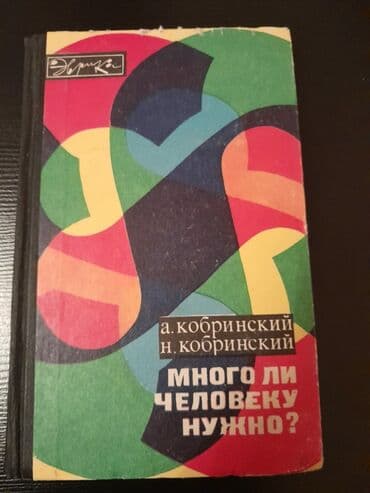 эврика
а. кобринский
н. кобринский
МНОГО ЛИ
ЧЕЛОВЕКУ
НУЖНО?